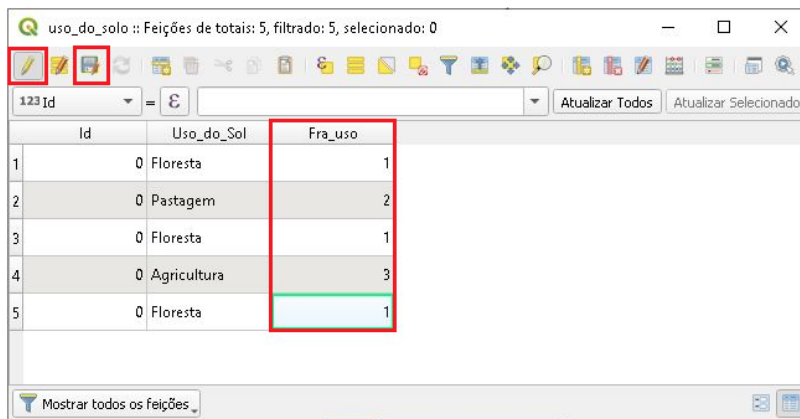 uso_do_solo :: Feições de totais: 5, filtrado: 5, selecionado: 0
123 Id = ε Atualizar Todos Atualizar Selecionado
Id Uso_do_Sol Fra_uso
1 0 Floresta 1
2 0 Pastagem 2
3 0 Floresta 1
4 0 Agricultura 3
5 0 Floresta 1
Mostrar todos os feições